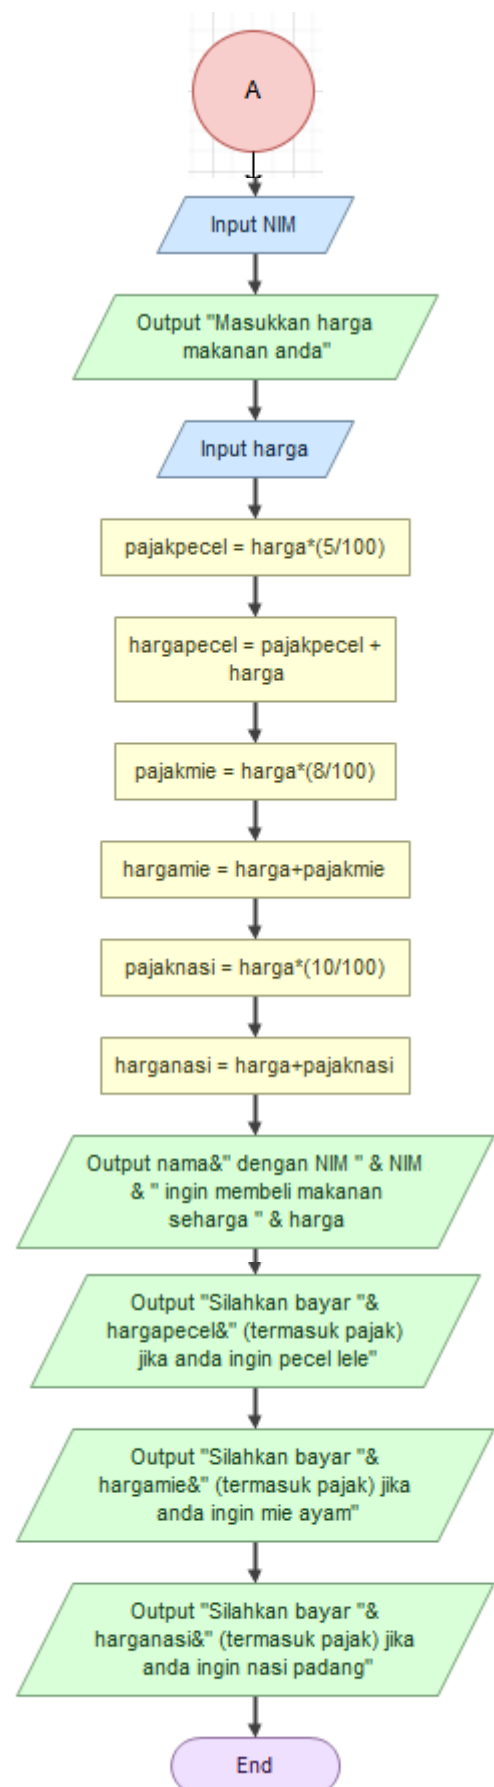 A
Input NIM
Output "Masukkan harga
makanan anda"
Input harga
pajakpecel = harga*(5/100)
hargapecel = pajakpecel +
harga
pajakmie = harga*(8/100)
hargamie = harga+pajakmie
pajaknasi = harga*(10/100)
harganasi = harga+pajaknasi
Output nama&" dengan NIM " & NIM
& " ingin membeli makanan
seharga " & harga
Output "Silahkan bayar "&
hargapecel&" (termasuk pajak)
jika anda ingin pecel lele"
Output "Silahkan bayar "&
hargamie&" (termasuk pajak) jika
anda ingin mie ayam"
Output "Silahkan bayar "&
harganasi&" (termasuk pajak) jika
anda ingin nasi padang"
End